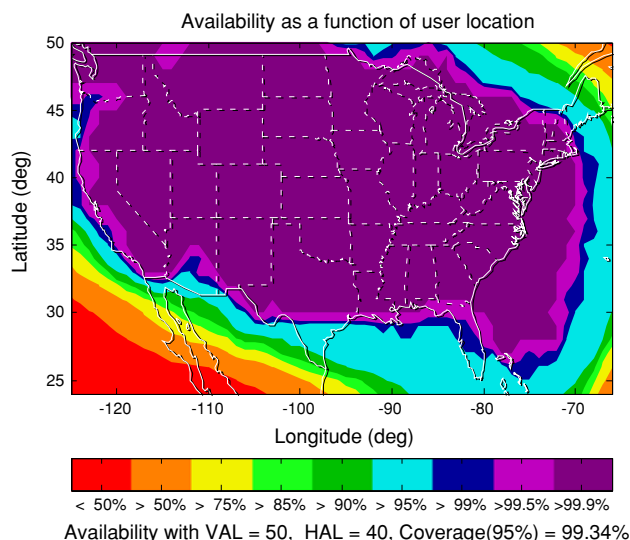 Availability as a function of user location
50
45
40
35
30
25
Latitude (deg)
-120 -110 -100 -90 -80 -70
Longitude (deg)
< 50% > 50% > 75% > 85% > 90% > 95% > 99% >99.5% >99.9%
Availability with VAL = 50, HAL = 40, Coverage(95%) = 99.34%